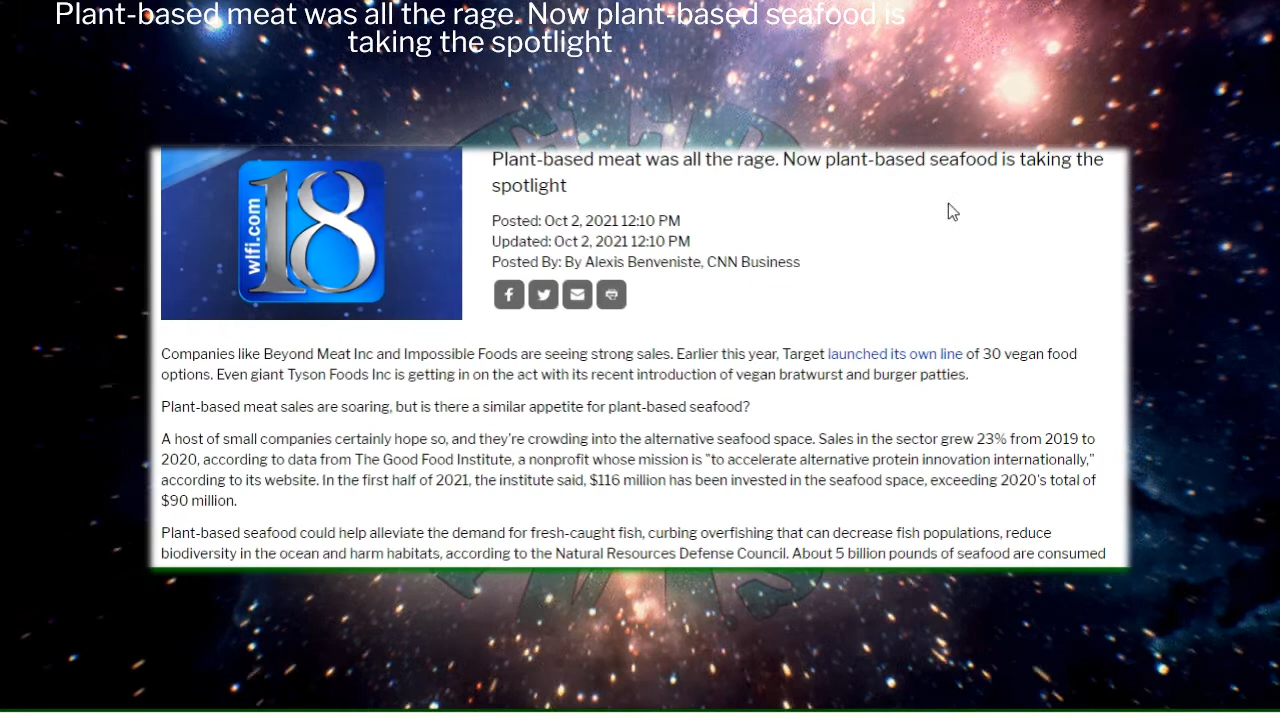 Plant-based meat was all the rage. Now plant-based seafood is
taking the spotlight
wlfi.com
18
Plant-based meat was all the rage. Now plant-based seafood is taking the
spotlight
Posted: Oct 2, 2021 12:10 PM
Updated: Oct 2, 2021 12:10 PM
Posted By: By Alexis Benveniste, CNN Business
Companies like Beyond Meat Inc and Impossible Foods are seeing strong sales. Earlier this year, Target launched its own line of 30 vegan food
options. Even giant Tyson Foods Inc is getting in on the act with its recent introduction of vegan bratwurst and burger patties.
Plant-based meat sales are soaring, but is there a similar appetite for plant-based seafood?
A host of small companies certainly hope so, and they're crowding into the alternative seafood space. Sales in the sector grew 23% from 2019 to
2020, according to data from The Good Food Institute, a nonprofit whose mission is "to accelerate alternative protein innovation internationally,"
according to its website. In the first half of 2021, the institute said, $116 million has been invested in the seafood space, exceeding 2020's total of
$90 million.
Plant-based seafood could help alleviate the demand for fresh-caught fish, curbing overfishing that can decrease fish populations, reduce
biodiversity in the ocean and harm habitats, according to the Natural Resources Defense Council. About 5 billion pounds of seafood are consumed